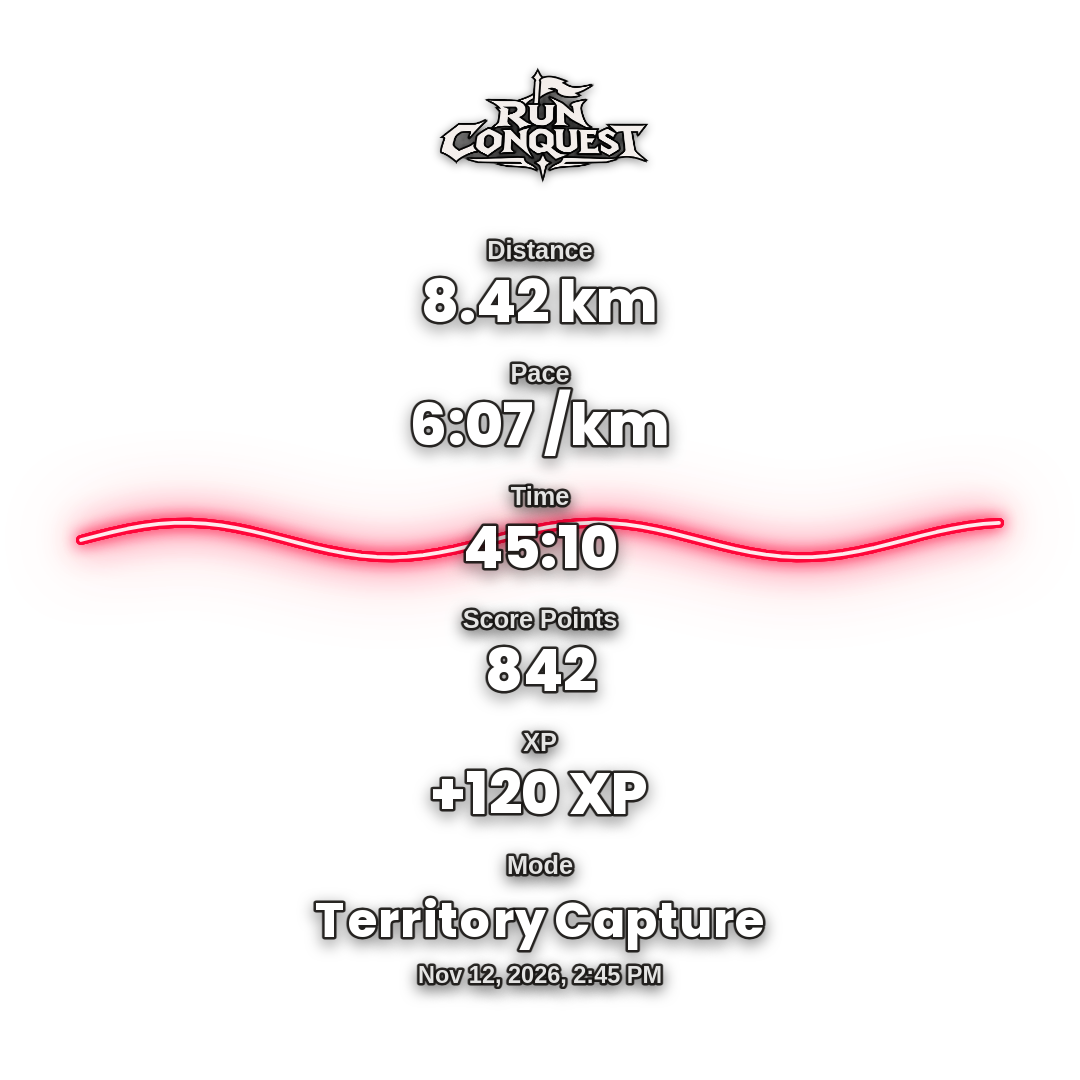 RUN
CONQUEST
Distance
8.42 km
Pace
6:07 /km
Time
45:10
Score Points
842
XP
+120 XP
Mode
Territory Capture
Nov 12, 2026, 2:45 PM